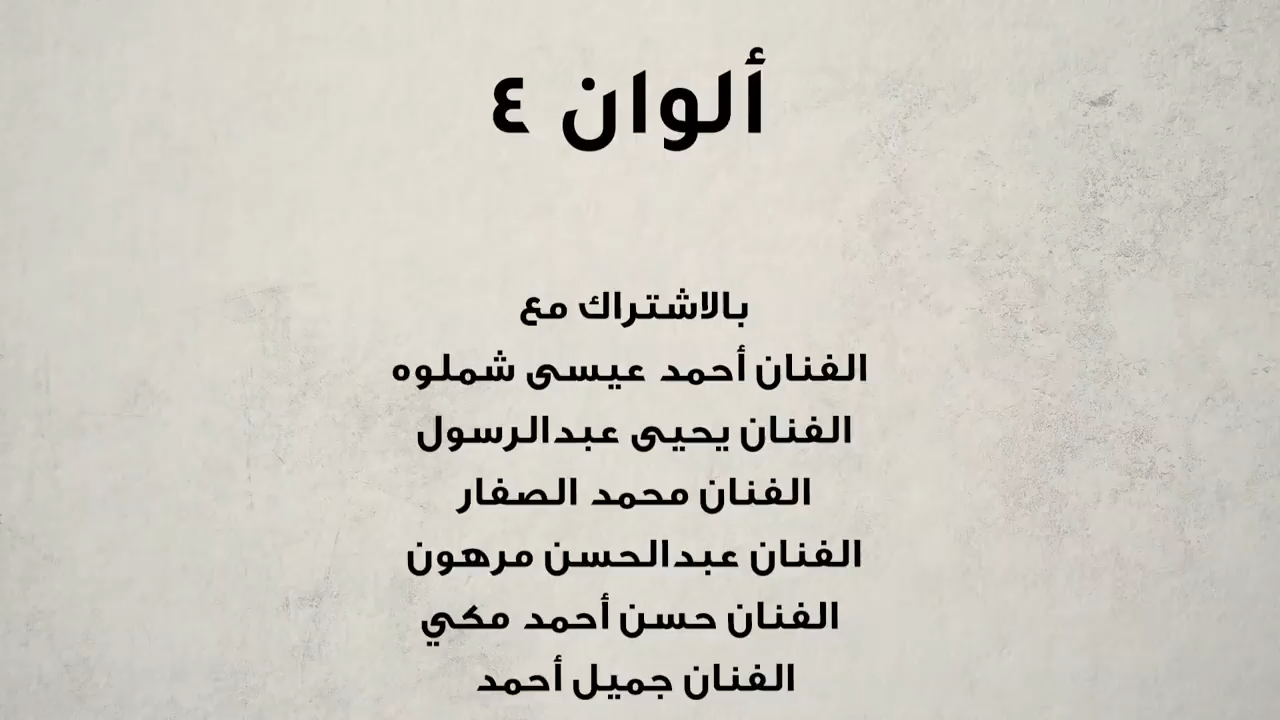 ألوان ٤
بالاشتراك مع
الفنان أحمد عيسى شملوه
الفنان يحيى عبدالرسول
الفنان محمد الصفار
الفنان عبدالحسن مرهون
الفنان حسن أحمد مكي
الفنان جميل أحمد